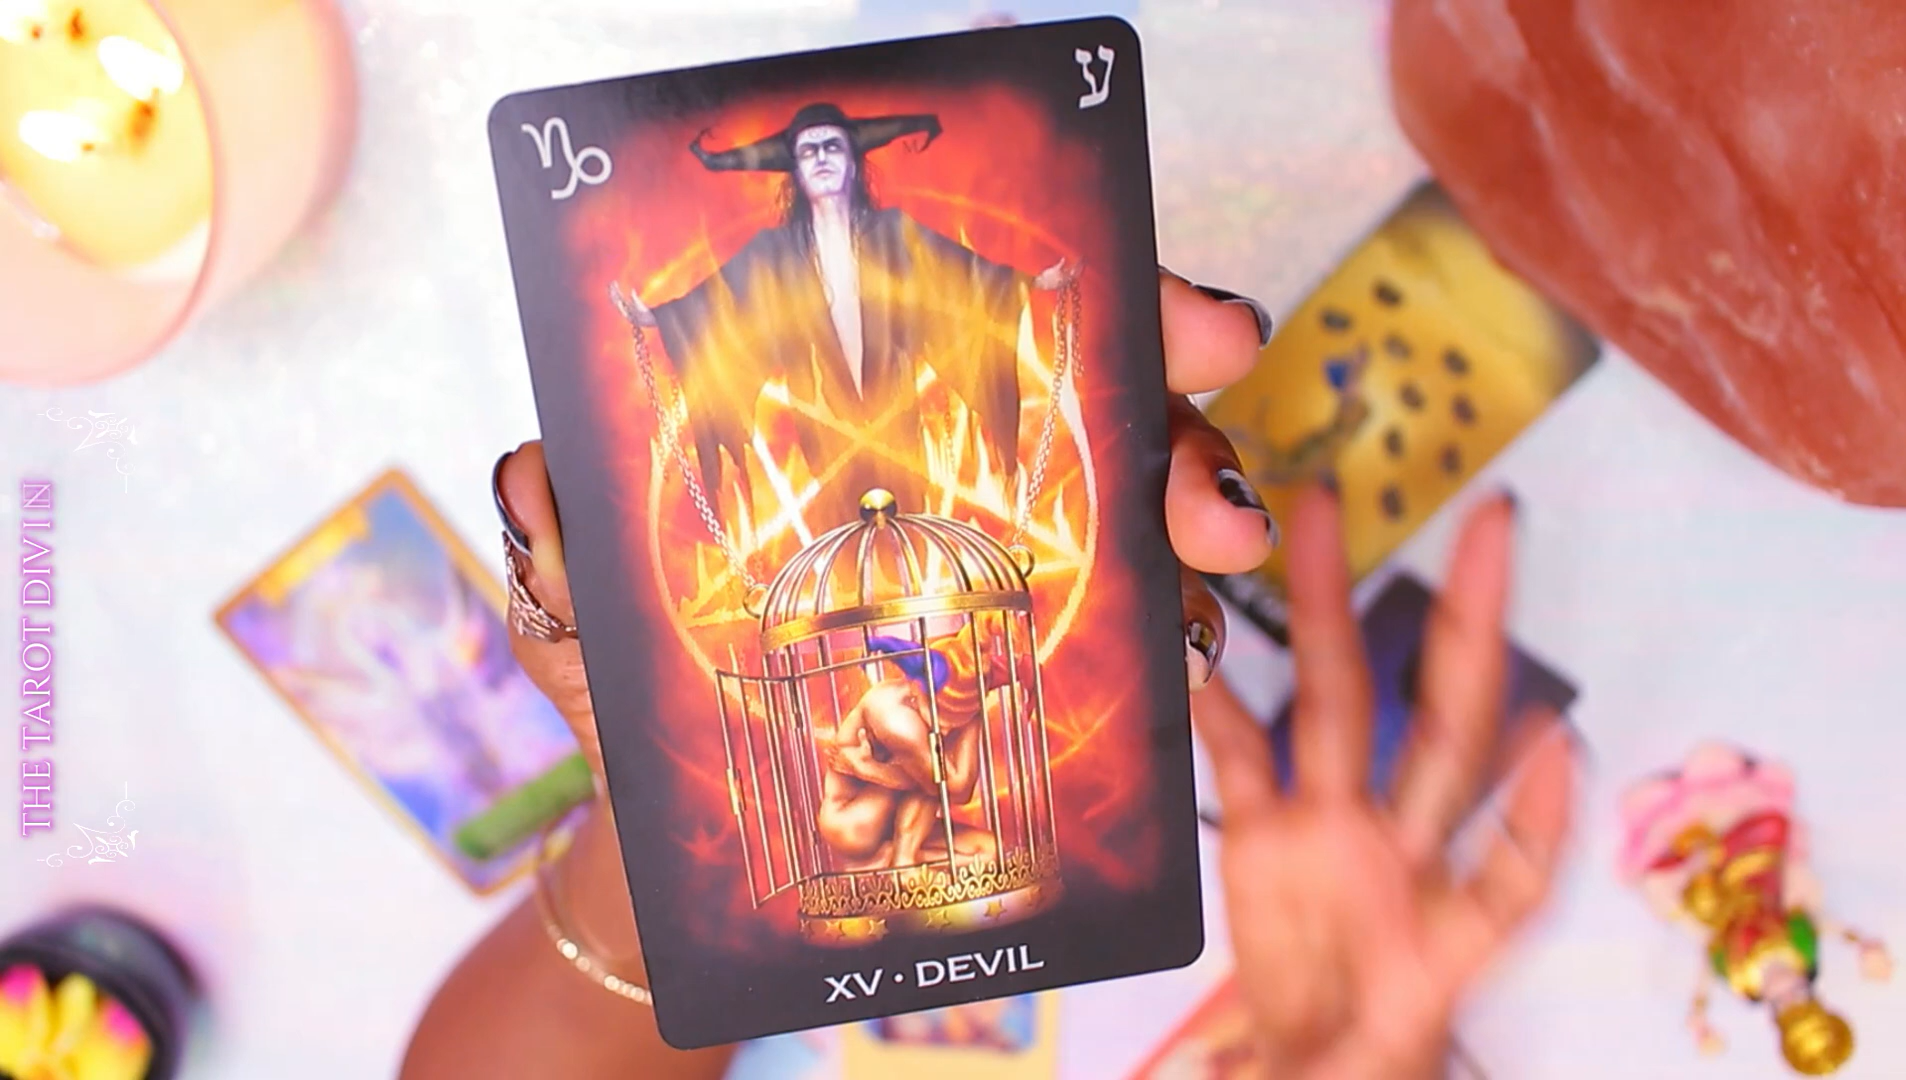 ♑ ע
XV • DEVIL
THE TAROT DIVIN